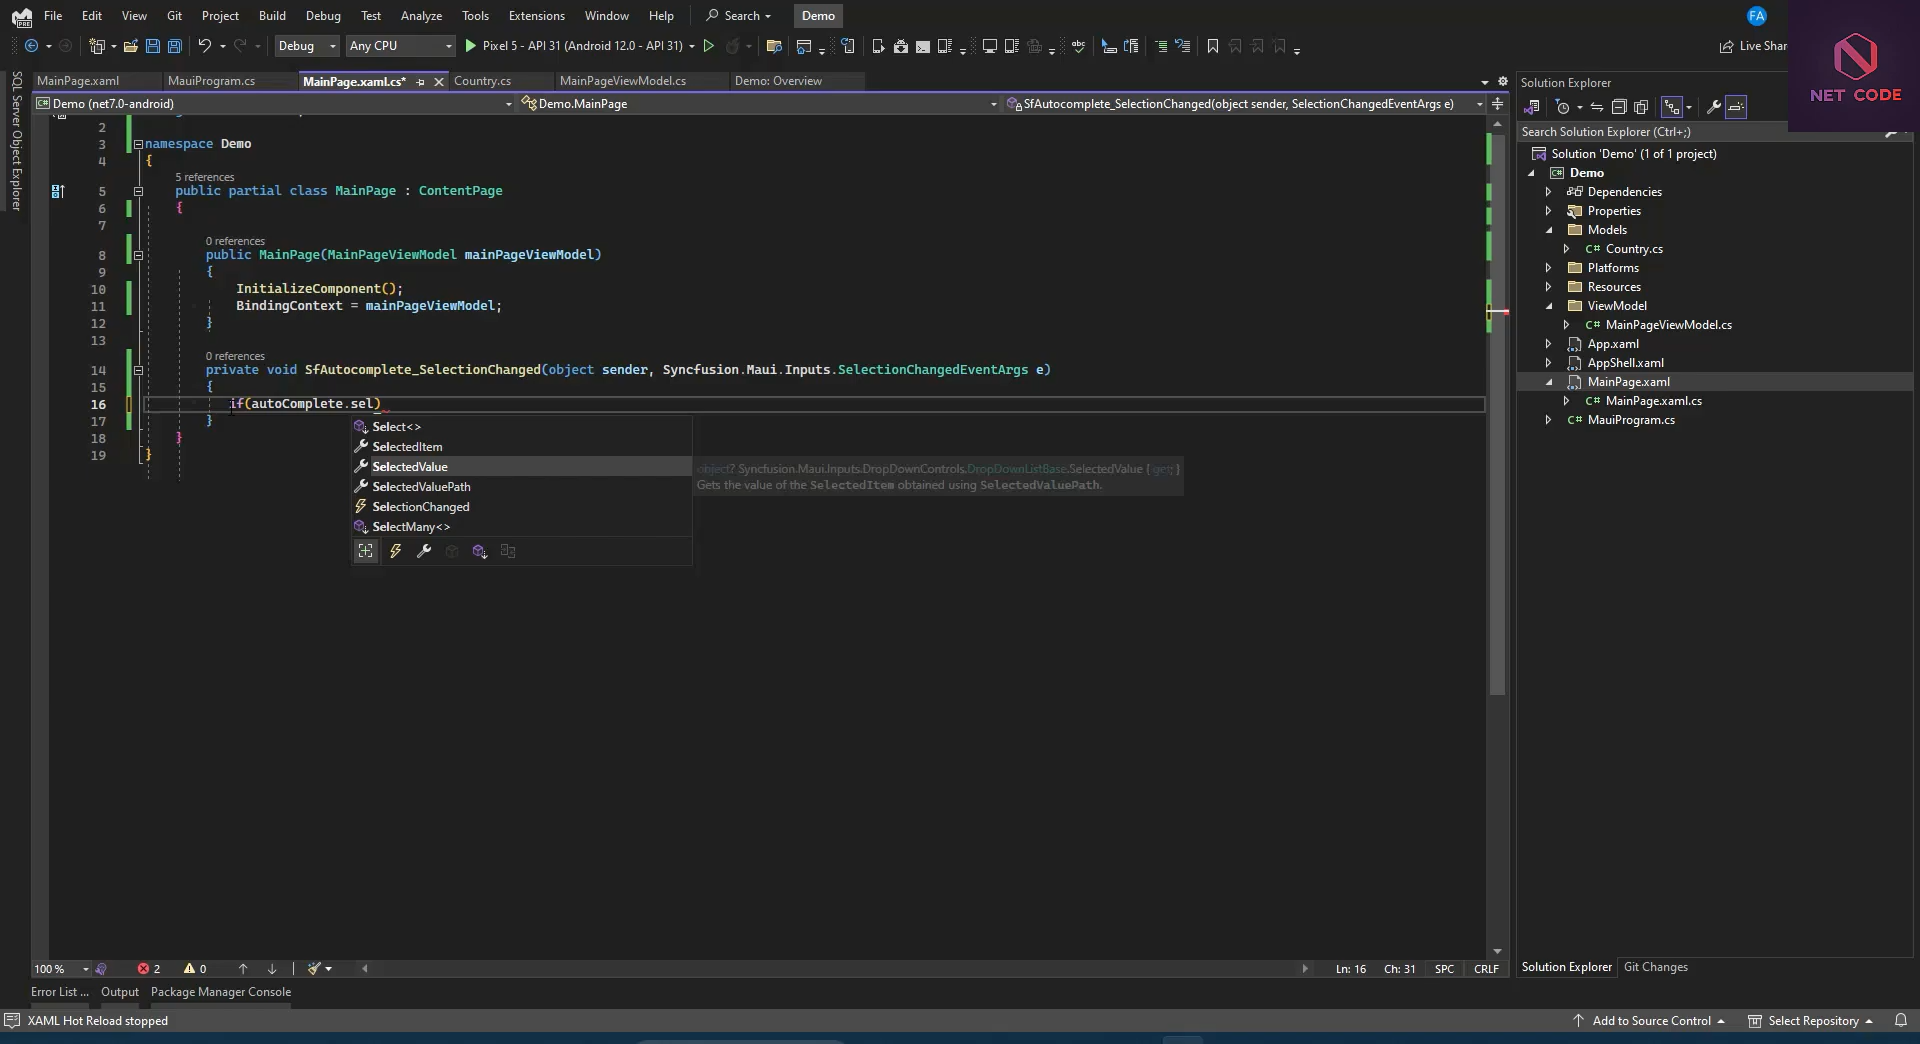 File Edit View Git Project Build Debug Test Analyze Tools Extensions Window Help Search Demo FA
Debug Any CPU Pixel 5 - API 31 (Android 12.0 - API 31) Live Shar
NET CODE
SQL Server Object Explorer
MainPage.xaml MauiProgram.cs MainPage.xaml.cs* Country.cs MainPageViewModel.cs Demo: Overview
Demo (net7.0-android) Demo.MainPage SfAutocomplete_SelectionChanged(object sender, SelectionChangedEventArgs e)
2
3 namespace Demo
4 {
5 references
5 public partial class MainPage : ContentPage
6 {
7
0 references
8 public MainPage(MainPageViewModel mainPageViewModel)
9 {
10 InitializeComponent();
11 BindingContext = mainPageViewModel;
12 }
13
0 references
14 private void SfAutocomplete_SelectionChanged(object sender, Syncfusion.Maui.Inputs.SelectionChangedEventArgs e)
15 {
16 if(autoComplete.sel)
17 }
18 }
19 }
Select<>
SelectedItem
SelectedValue
SelectedValuePath
SelectionChanged
SelectMany<>
object? Syncfusion.Maui.Inputs.DropDownControls.DropDownListBase.SelectedValue { get; }
Gets the value of the SelectedItem obtained using SelectedValuePath.
Solution Explorer
Search Solution Explorer (Ctrl+;)
Solution 'Demo' (1 of 1 project)
Demo
Dependencies
Properties
Models
C# Country.cs
Platforms
Resources
ViewModel
C# MainPageViewModel.cs
App.xaml
AppShell.xaml
MainPage.xaml
C# MainPage.xaml.cs
C# MauiProgram.cs
100 % 2 0 Ln: 16 Ch: 31 SPC CRLF
Solution Explorer Git Changes
Error List ... Output Package Manager Console
XAML Hot Reload stopped Add to Source Control Select Repository